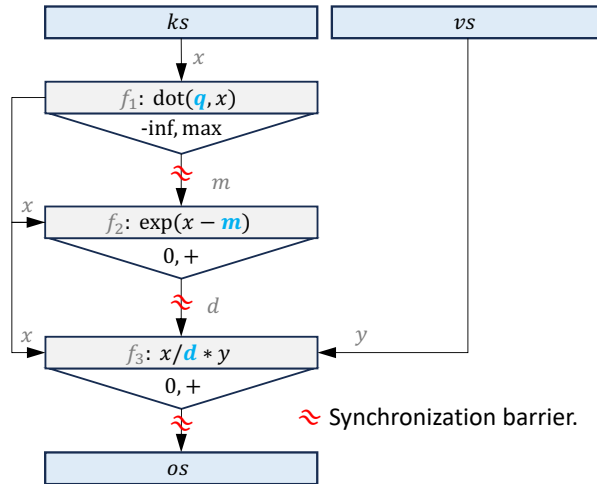 ks
vs
x
f₁: dot(q, x)
-inf, max
m
x
f₂: exp(x − m)
0, +
d
x
y
f₃: x/d ∗ y
0, +
Synchronization barrier.
os